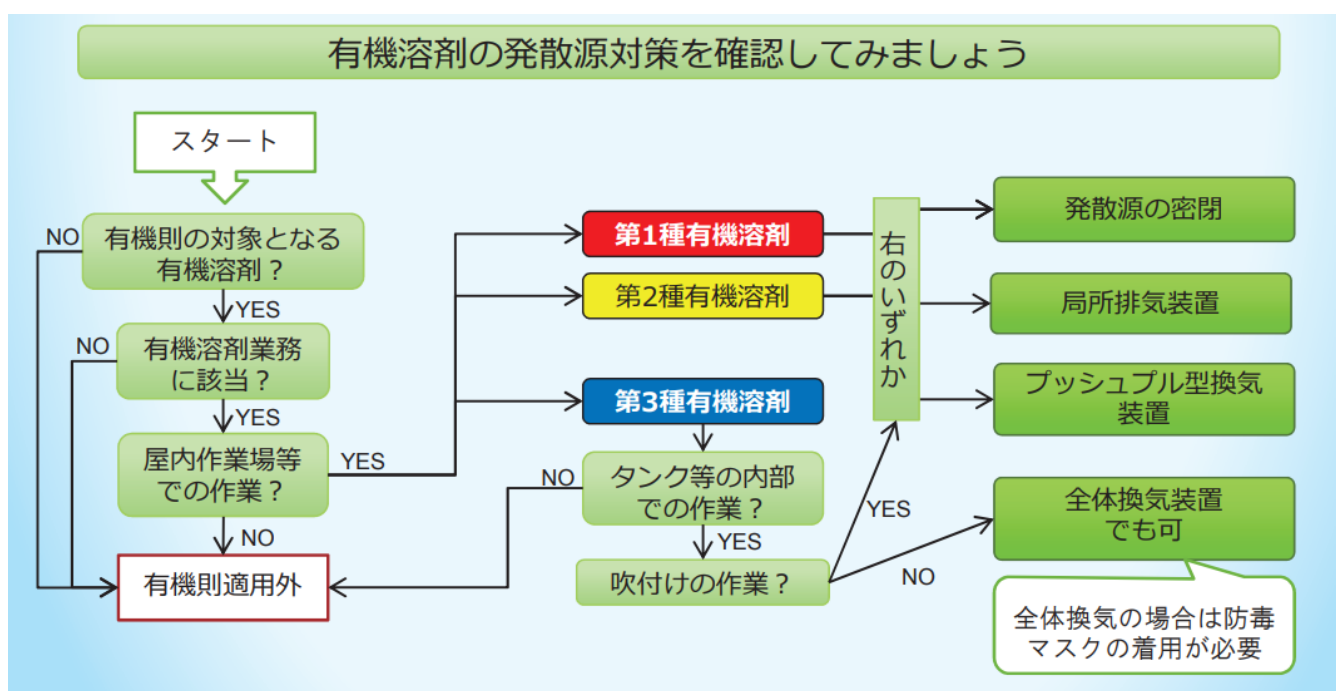 有機溶剤の発散源対策を確認してみましょう
スタート
NO
有機則の対象となる
有機溶剤？
YES
NO
有機溶剤業務
に該当？
YES
屋内作業場等
での作業？
YES
NO
有機則適用外
第1種有機溶剤
第2種有機溶剤
第3種有機溶剤
NO
タンク等の内部
での作業？
YES
吹付けの作業？
YES
NO
右のいずれか
発散源の密閉
局所排気装置
プッシュプル型換気
装置
全体換気装置
でも可
全体換気の場合は防毒
マスクの着用が必要